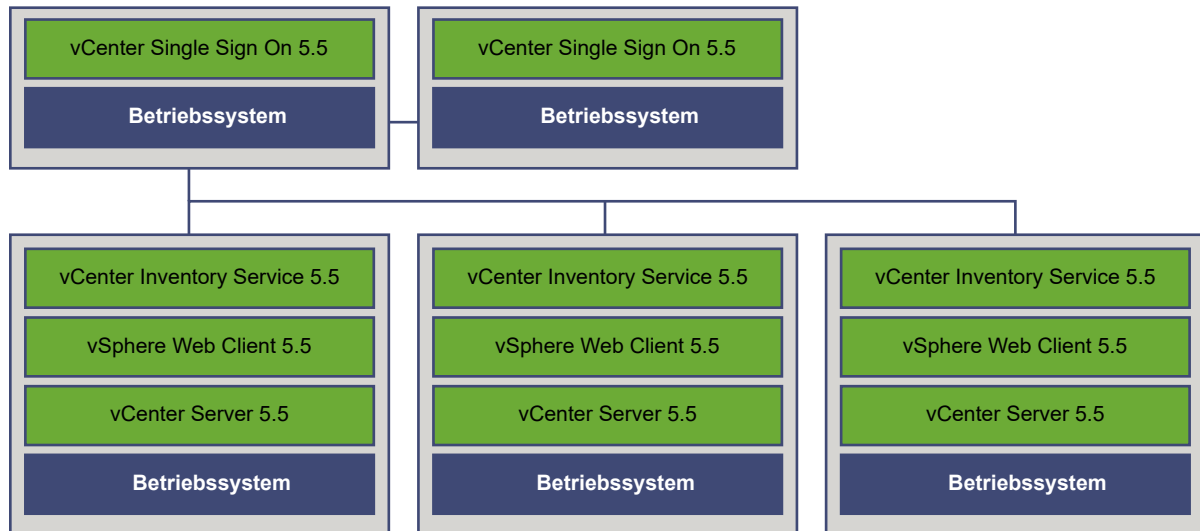 vCenter Single Sign On 5.5
Betriebssystem
vCenter Single Sign On 5.5
Betriebssystem
vCenter Inventory Service 5.5
vSphere Web Client 5.5
vCenter Server 5.5
Betriebssystem
vCenter Inventory Service 5.5
vSphere Web Client 5.5
vCenter Server 5.5
Betriebssystem
vCenter Inventory Service 5.5
vSphere Web Client 5.5
vCenter Server 5.5
Betriebssystem